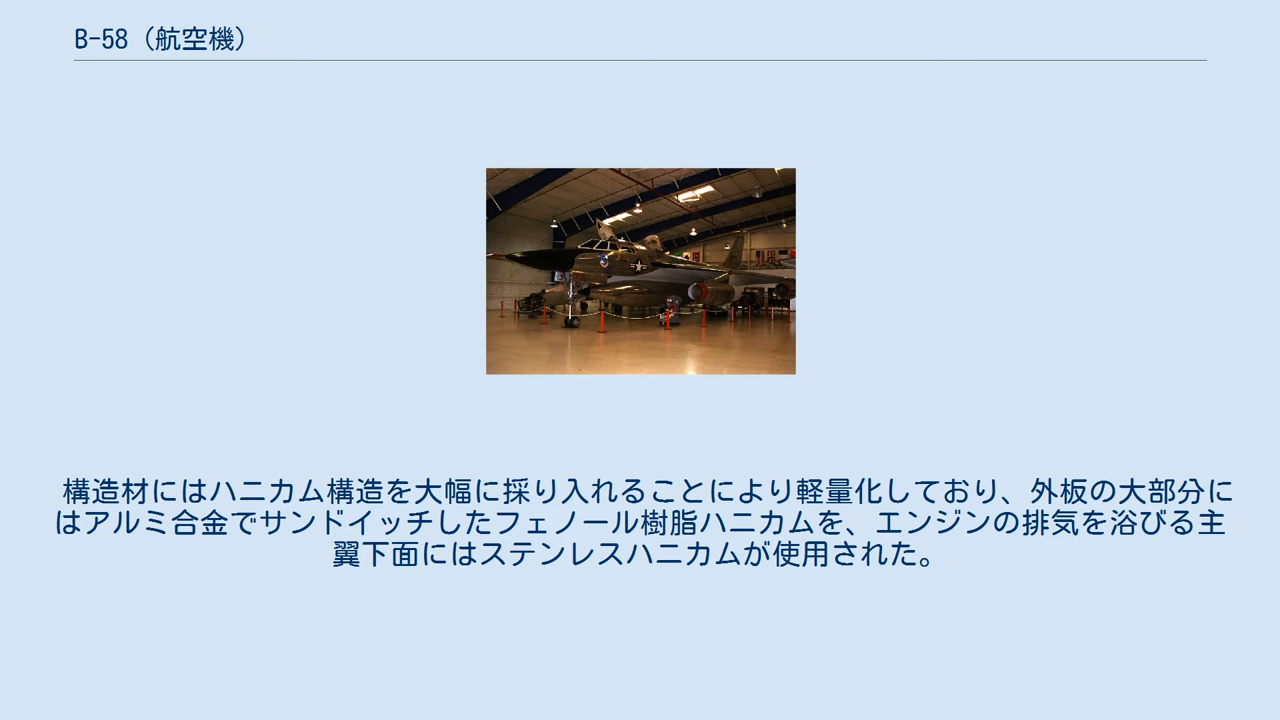 B-58（航空機）
構造材にはハニカム構造を大幅に採り入れることにより軽量化しており、外板の大部分に
はアルミ合金でサンドイッチしたフェノール樹脂ハニカムを、エンジンの排気を浴びる主
翼下面にはステンレスハニカムが使用された。